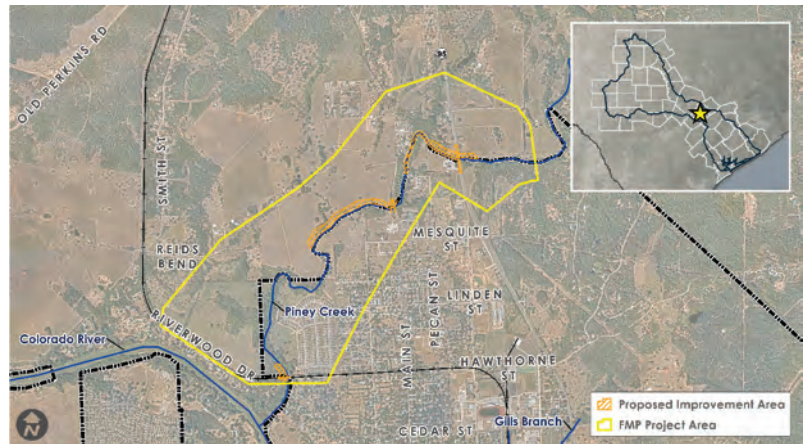 OLD PERKINS RD
SMITH ST
REIDS
BEND
MESQUITE
ST
Piney Creek
LINDEN
ST
PECAN ST
MAIN ST
RIVERWOOD DR
Colorado River
HAWTHORNE
ST
CEDAR ST
Gills Branch
Proposed Improvement Area
FMP Project Area
N